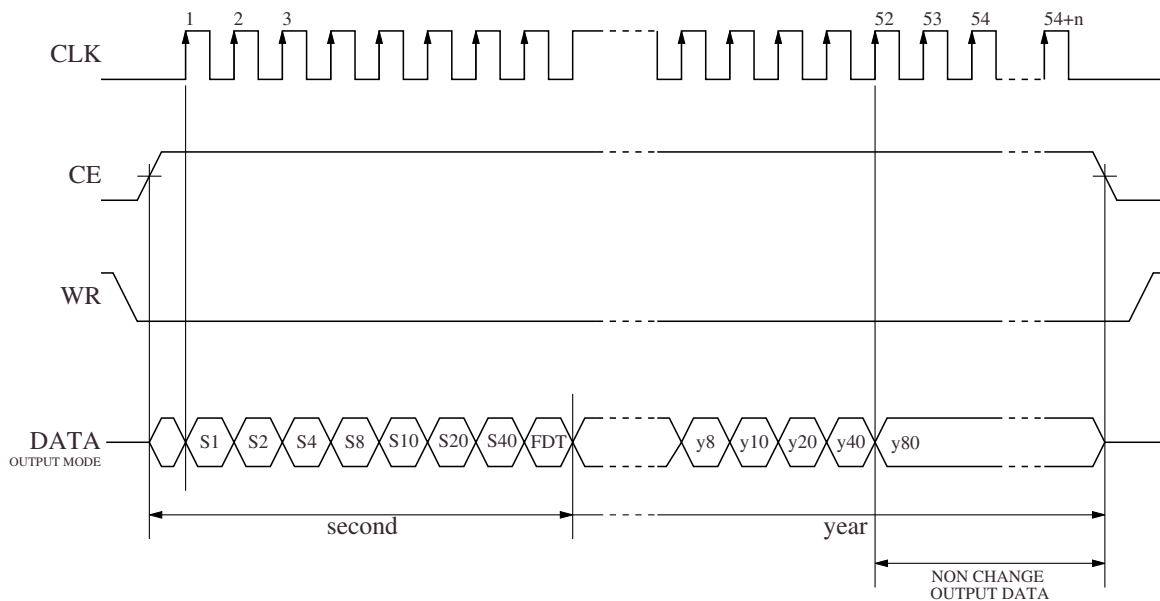 1 2 3 52 53 54 54+n
CLK
CE
WR
DATA
OUTPUT MODE
S1 S2 S4 S8 S10 S20 S40 FDT y8 y10 y20 y40 y80
second year
NON CHANGE
OUTPUT DATA